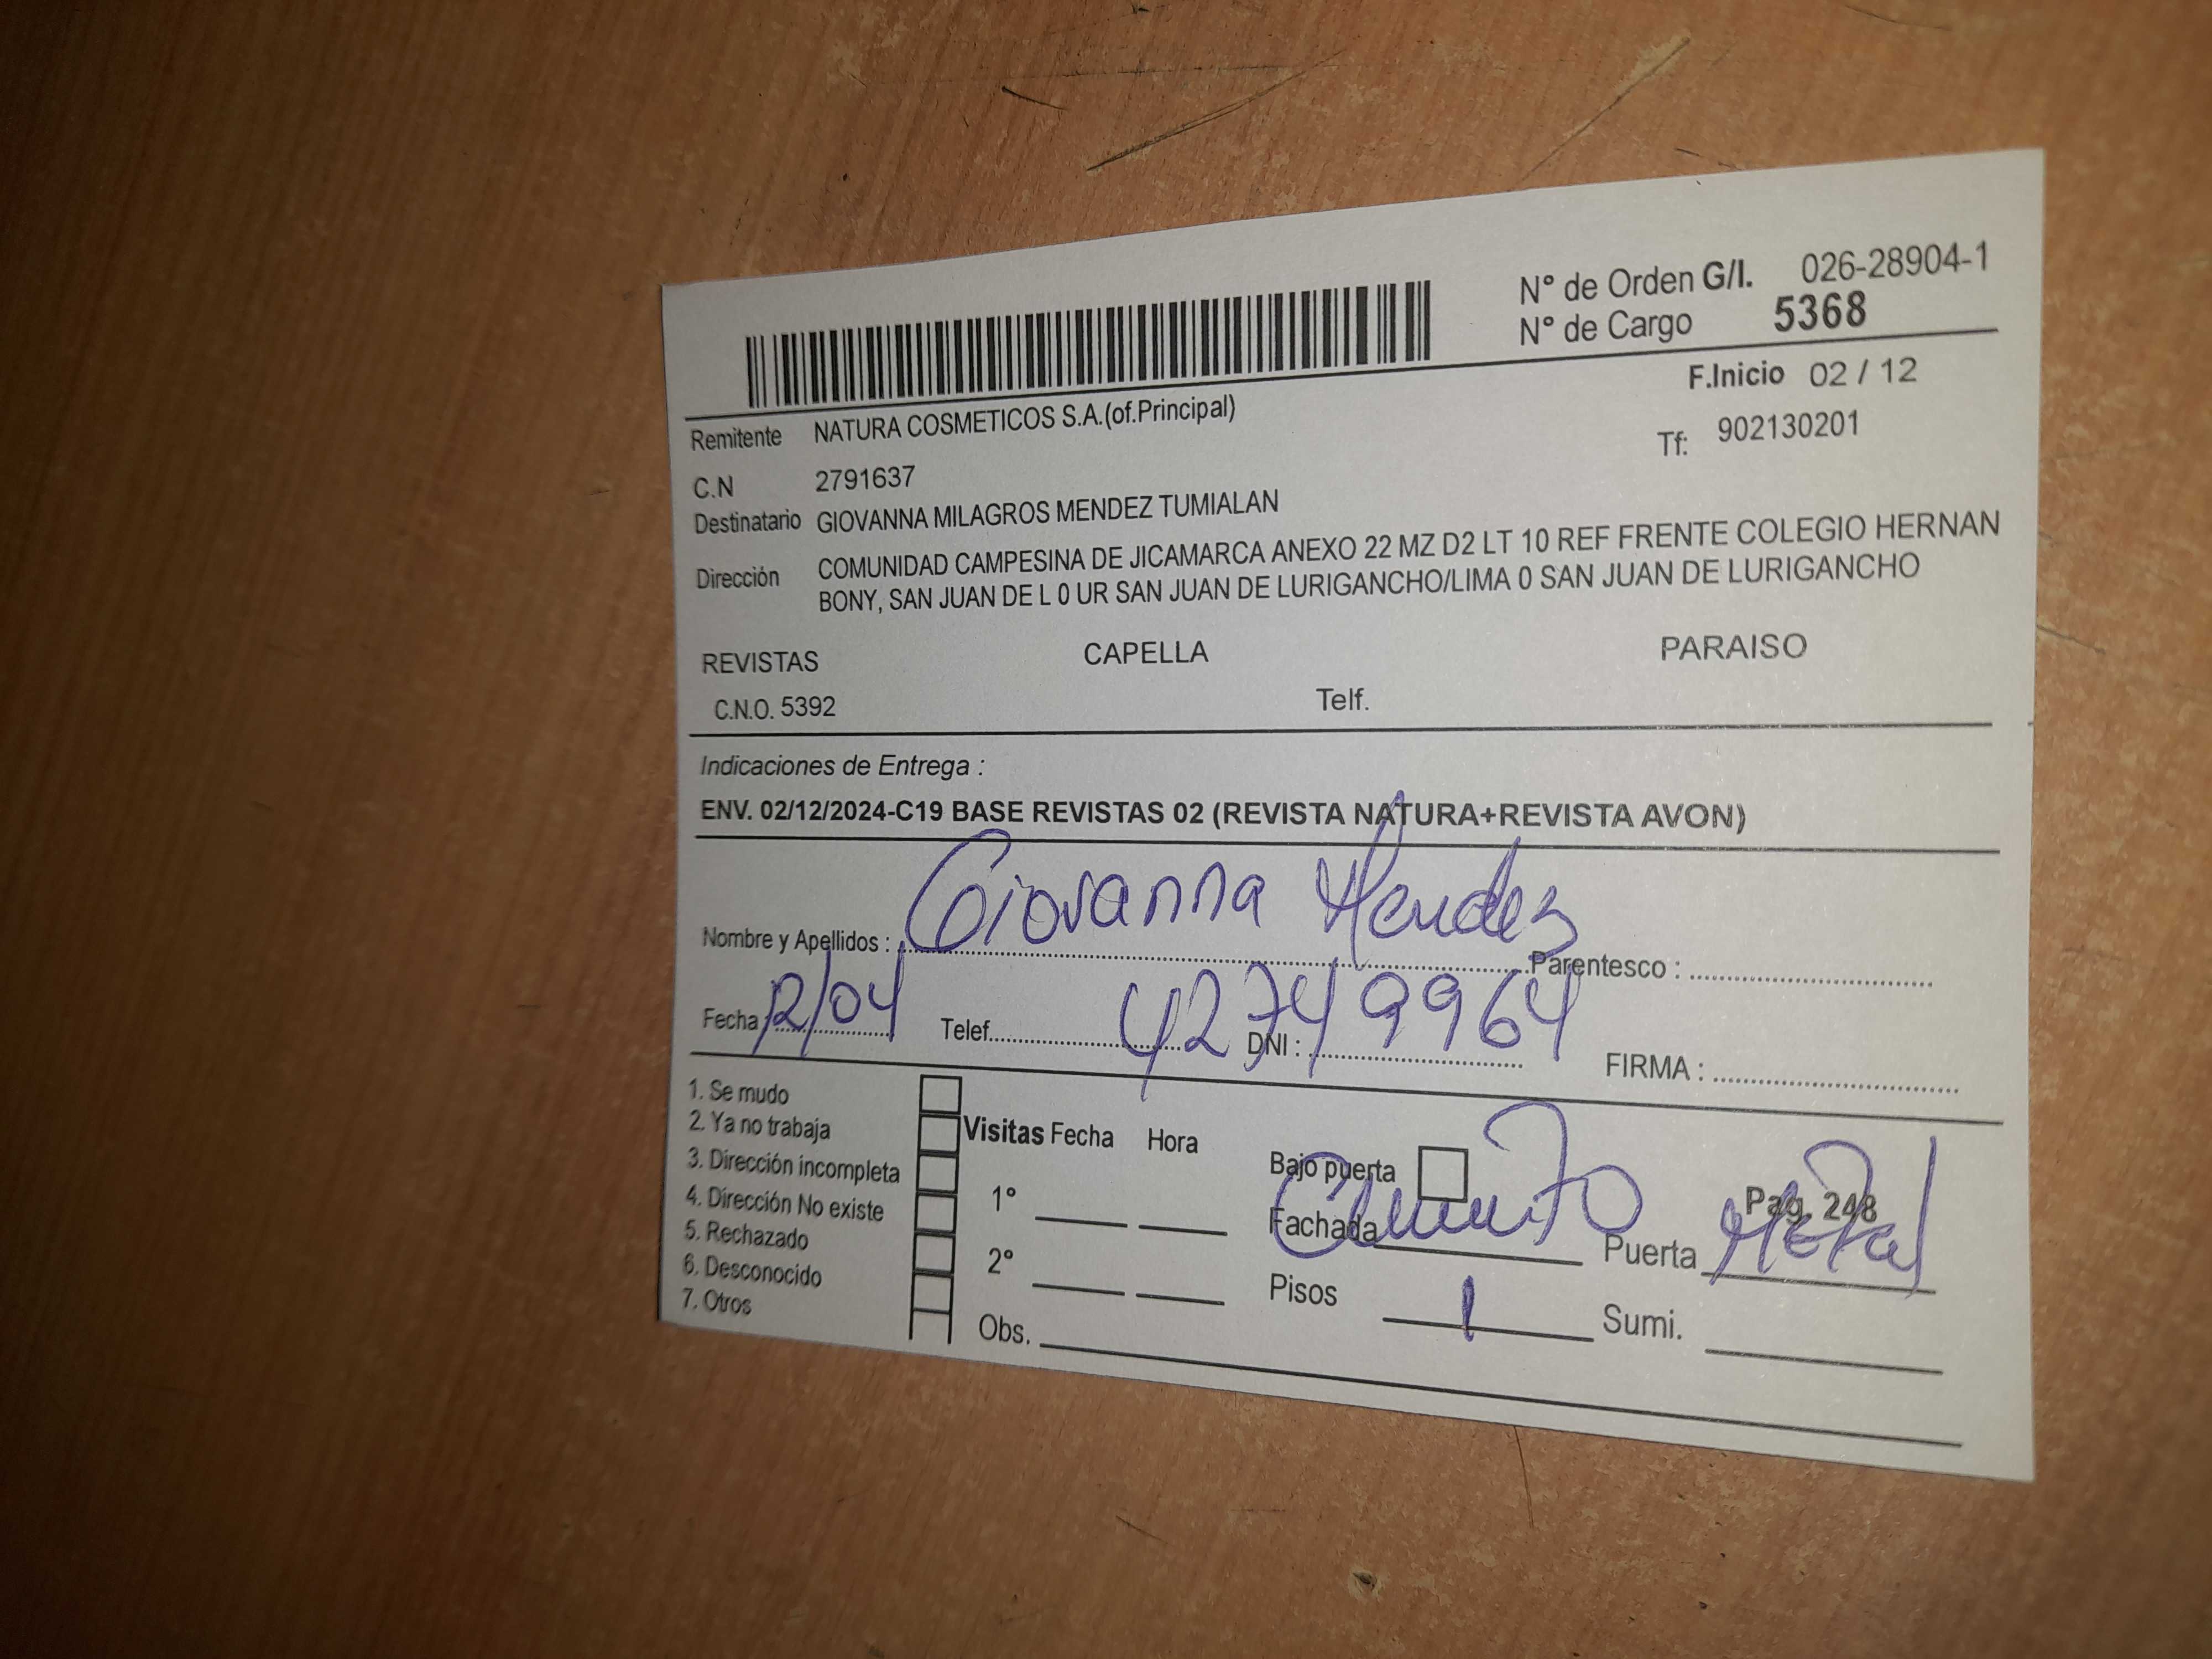 N° de Orden G/I. 026-28904-1
N° de Cargo 5368
F.Inicio 02 / 12
Remitente NATURA COSMETICOS S.A.(of.Principal)
Tf: 902130201
C.N 2791637
Destinatario GIOVANNA MILAGROS MENDEZ TUMIALAN
Dirección COMUNIDAD CAMPESINA DE JICAMARCA ANEXO 22 MZ D2 LT 10 REF FRENTE COLEGIO HERNAN
BONY, SAN JUAN DE L 0 UR SAN JUAN DE LURIGANCHO/LIMA 0 SAN JUAN DE LURIGANCHO
REVISTAS CAPELLA PARAISO
C.N.O. 5392 Telf.
Indicaciones de Entrega :
ENV. 02/12/2024-C19 BASE REVISTAS 02 (REVISTA NATURA+REVISTA AVON)
Nombre y Apellidos : Giovanna Mendez Parentesco :
Fecha : 12/04 Telef. DNI : 42749964 FIRMA :
1. Se mudo
2. Ya no trabaja
3. Dirección incompleta
4. Dirección No existe
5. Rechazado
6. Desconocido
7. Otros
Visitas Fecha Hora
1°
2°
Obs.
Bajo puerta
Pag. 248
Fachada Cemento Puerta Metal
Pisos 1 Sumi.